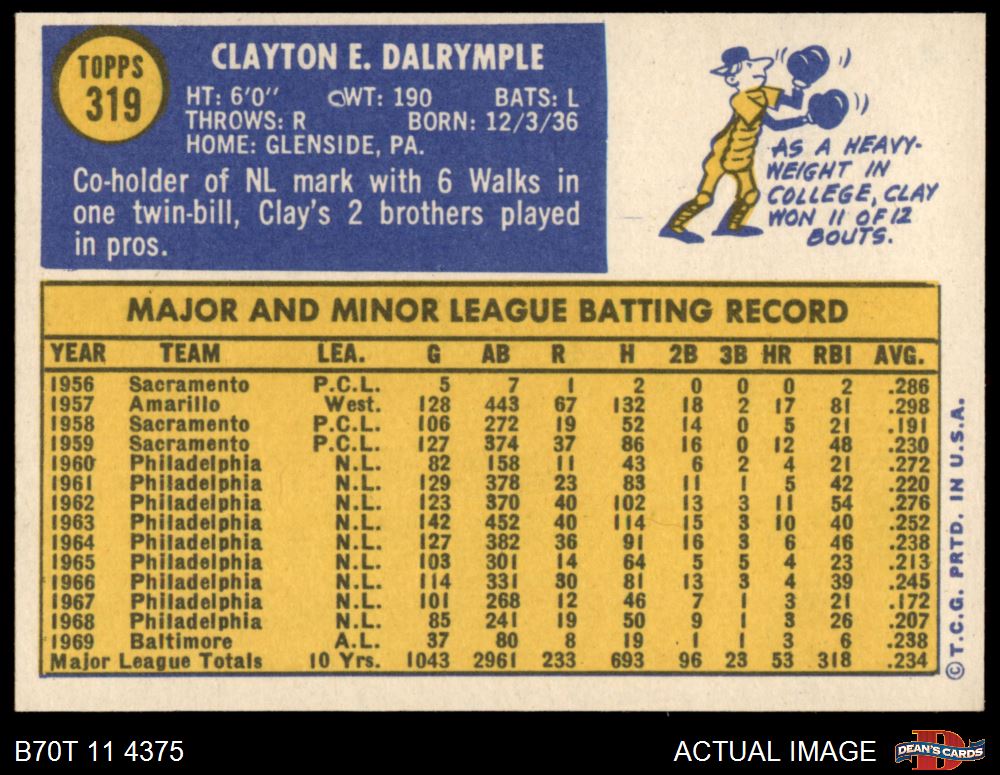 TOPPS
319
CLAYTON E. DALRYMPLE
HT: 6'0" WT: 190 BATS: L
THROWS: R BORN: 12/3/36
HOME: GLENSIDE, PA.
Co-holder of NL mark with 6 Walks in
one twin-bill, Clay's 2 brothers played
in pros.
AS A HEAVY-
WEIGHT IN
COLLEGE, CLAY
WON 11 OF 12
BOUTS.
MAJOR AND MINOR LEAGUE BATTING RECORD
YEAR TEAM LEA. G AB R H 2B 3B HR RBI AVG.
1956 Sacramento P.C.L. 5 7 1 2 0 0 0 2 .286
1957 Amarillo West. 128 443 67 132 18 2 17 81 .298
1958 Sacramento P.C.L. 106 272 19 52 14 0 5 21 .191
1959 Sacramento P.C.L. 127 374 37 86 16 0 12 48 .230
1960 Philadelphia N.L. 82 158 11 43 6 2 4 21 .272
1961 Philadelphia N.L. 129 378 23 83 11 1 5 42 .220
1962 Philadelphia N.L. 123 370 40 102 13 3 11 54 .276
1963 Philadelphia N.L. 142 452 40 114 15 3 10 40 .252
1964 Philadelphia N.L. 127 382 36 91 16 3 6 46 .238
1965 Philadelphia N.L. 103 301 14 64 5 5 4 23 .213
1966 Philadelphia N.L. 114 331 30 81 13 3 4 39 .245
1967 Philadelphia N.L. 101 268 12 46 7 1 3 21 .172
1968 Philadelphia N.L. 85 241 19 50 9 1 3 26 .207
1969 Baltimore A.L. 37 80 8 19 1 1 3 6 .238
Major League Totals 10 Yrs. 1043 2961 233 693 96 23 53 318 .234
© T.C.G. PRTD. IN U.S.A.
B70T 11 4375
ACTUAL IMAGE
DEAN'S CARDS